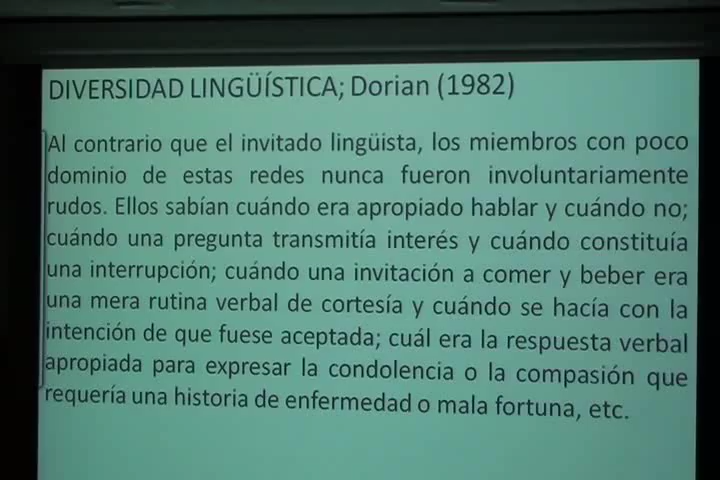 DIVERSIDAD LINGÜÍSTICA; Dorian (1982)
Al contrario que el invitado lingüista, los miembros con poco
dominio de estas redes nunca fueron involuntariamente
rudos. Ellos sabían cuándo era apropiado hablar y cuándo no;
cuándo una pregunta transmitía interés y cuándo constituía
una interrupción; cuándo una invitación a comer y beber era
una mera rutina verbal de cortesía y cuándo se hacía con la
intención de que fuese aceptada; cuál era la respuesta verbal
apropiada para expresar la condolencia o la compasión que
requería una historia de enfermedad o mala fortuna, etc.